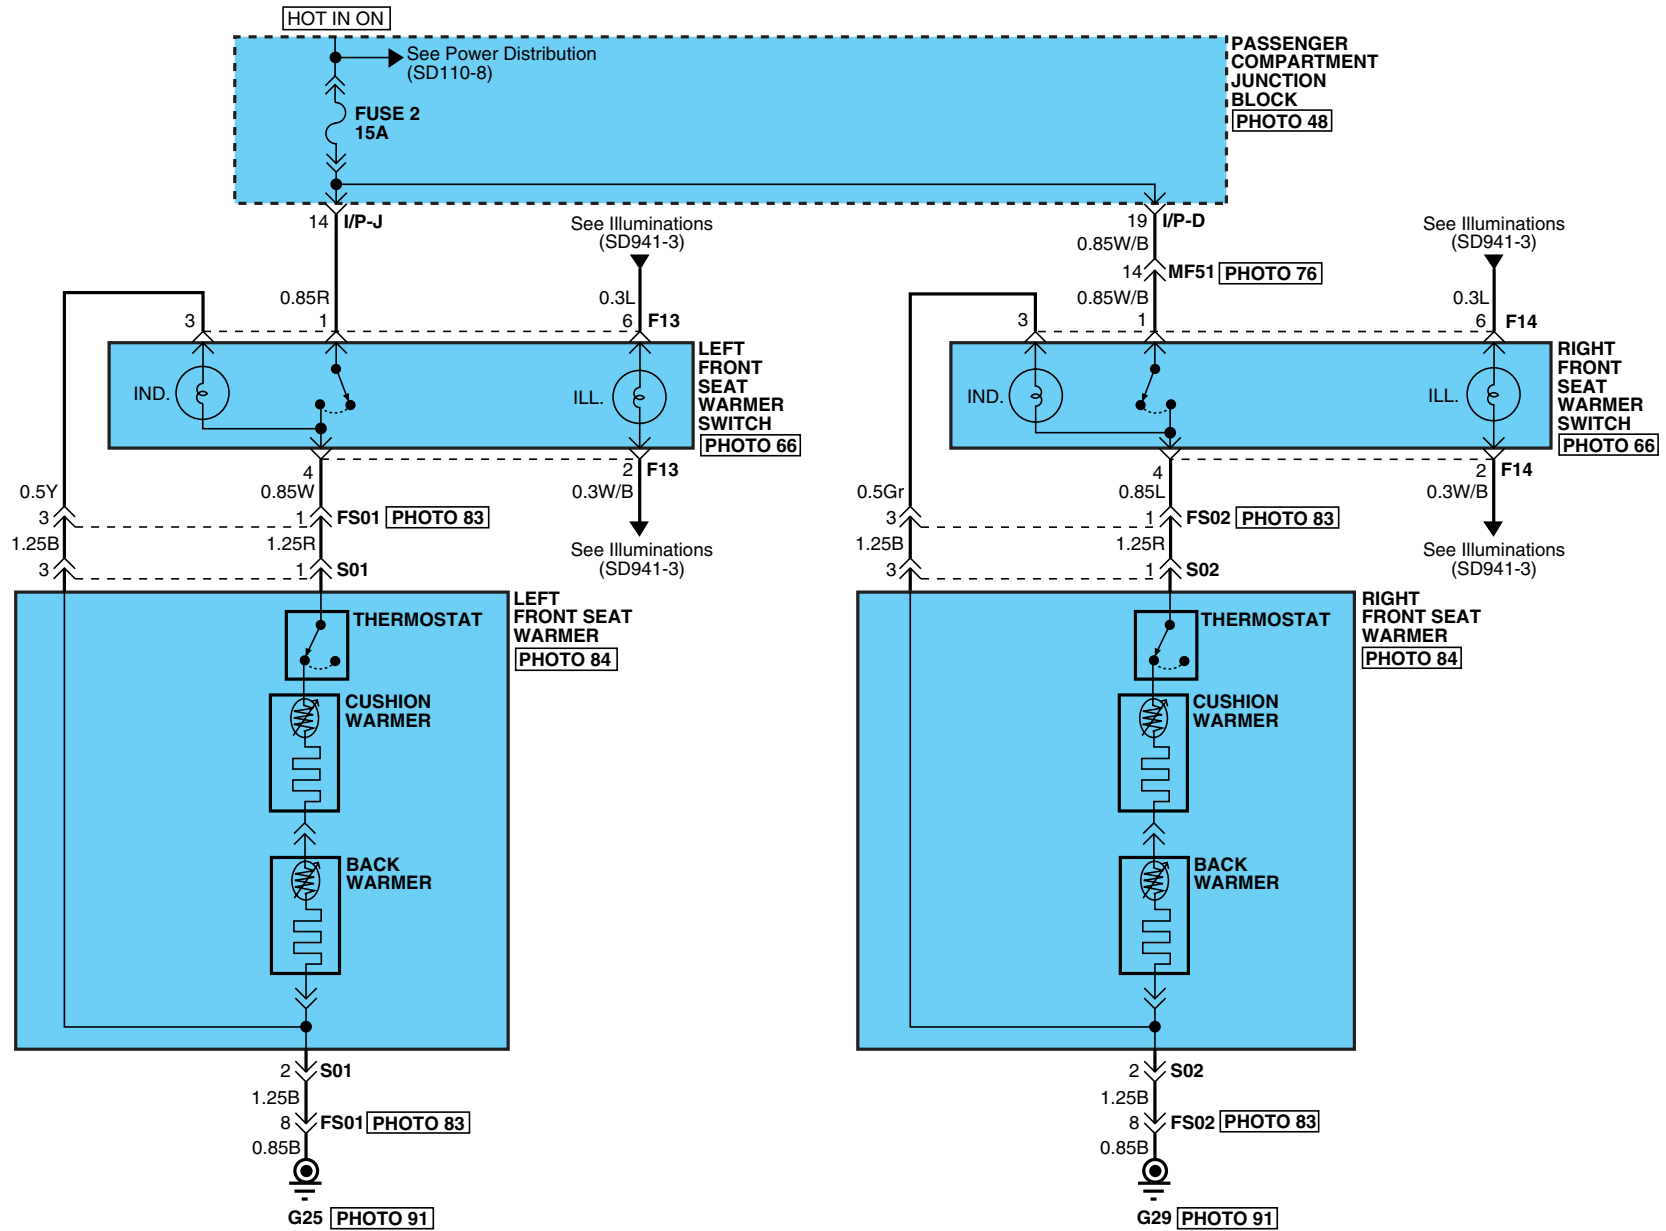 HOT IN ON
See Power Distribution
(SD110-8)
FUSE 2
15A
PASSENGER
COMPARTMENT
JUNCTION
BLOCK
PHOTO 48
14 I/P-J
See Illuminations
(SD941-3)
19 I/P-D
0.85W/B
14 MF51 PHOTO 76
See Illuminations
(SD941-3)
0.85R
0.3L
0.85W/B
0.3L
3 1 6 F13
3 1 6 F14
IND.
ILL.
LEFT
FRONT
SEAT
WARMER
SWITCH
PHOTO 66
IND.
ILL.
RIGHT
FRONT
SEAT
WARMER
SWITCH
PHOTO 66
4 2 F13
0.5Y 0.85W 0.3W/B
3 1 FS01 PHOTO 83
1.25B 1.25R
3 1 S01
See Illuminations
(SD941-3)
4 2 F14
0.5Gr 0.85L 0.3W/B
3 1 FS02 PHOTO 83
1.25B 1.25R
3 1 S02
See Illuminations
(SD941-3)
LEFT
FRONT SEAT
WARMER
PHOTO 84
THERMOSTAT
CUSHION
WARMER
BACK
WARMER
RIGHT
FRONT SEAT
WARMER
PHOTO 84
THERMOSTAT
CUSHION
WARMER
BACK
WARMER
2 S01
1.25B
8 FS01 PHOTO 83
0.85B
G25 PHOTO 91
2 S02
1.25B
8 FS02 PHOTO 83
0.85B
G29 PHOTO 91